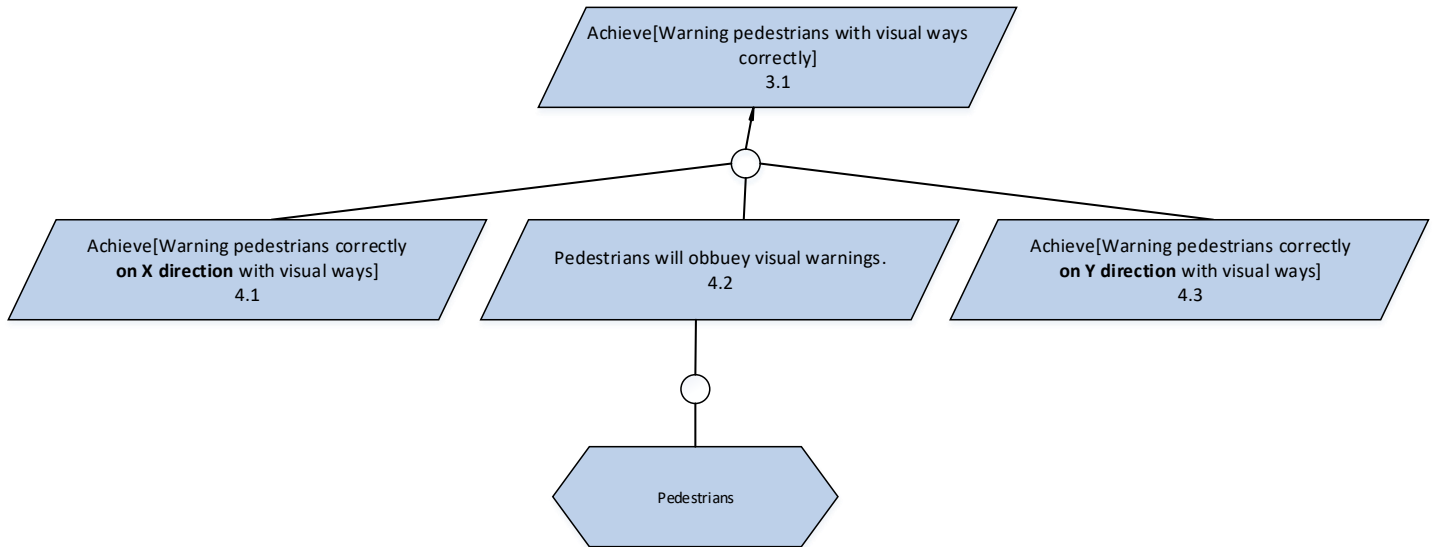 Achieve[Warning pedestrians with visual ways
correctly]
3.1
Achieve[Warning pedestrians correctly
on X direction with visual ways]
4.1
Pedestrians will obbuey visual warnings.
4.2
Achieve[Warning pedestrians correctly
on Y direction with visual ways]
4.3
Pedestrians